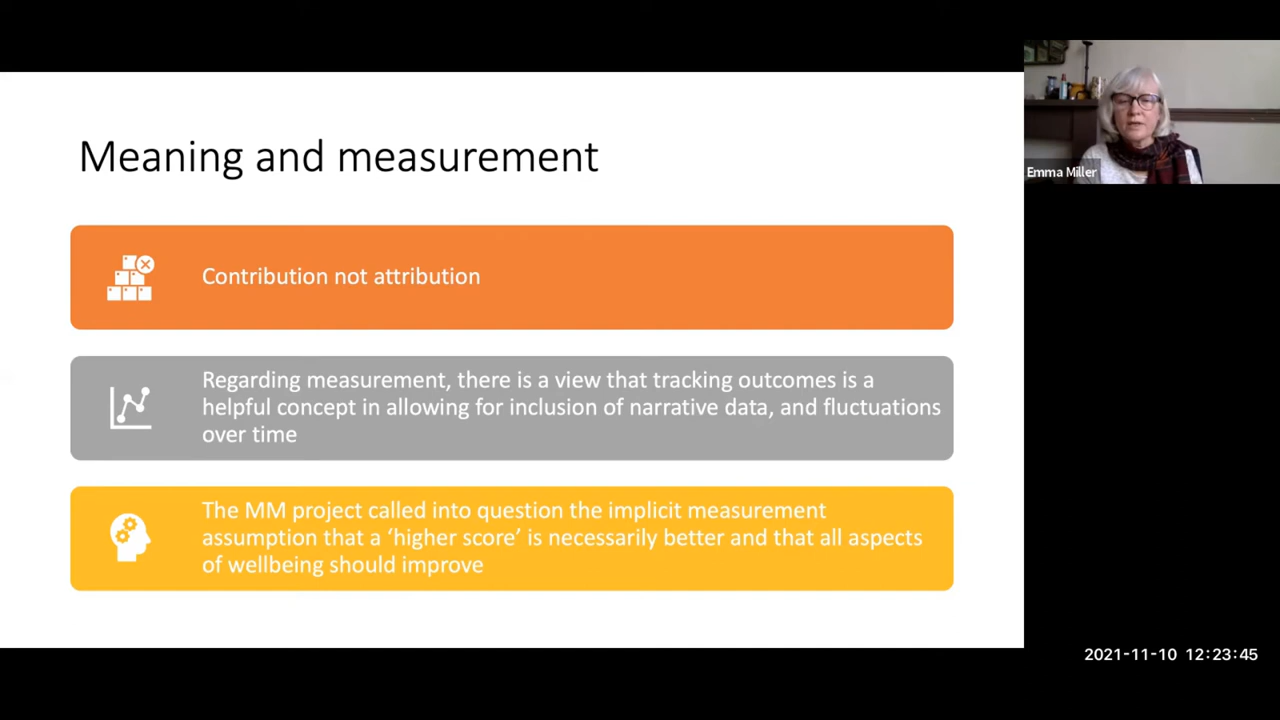 Meaning and measurement
Contribution not attribution
Regarding measurement, there is a view that tracking outcomes is a
helpful concept in allowing for inclusion of narrative data, and fluctuations
over time
The MM project called into question the implicit measurement
assumption that a ‘higher score’ is necessarily better and that all aspects
of wellbeing should improve
Emma Miller
2021-11-10 12:23:45